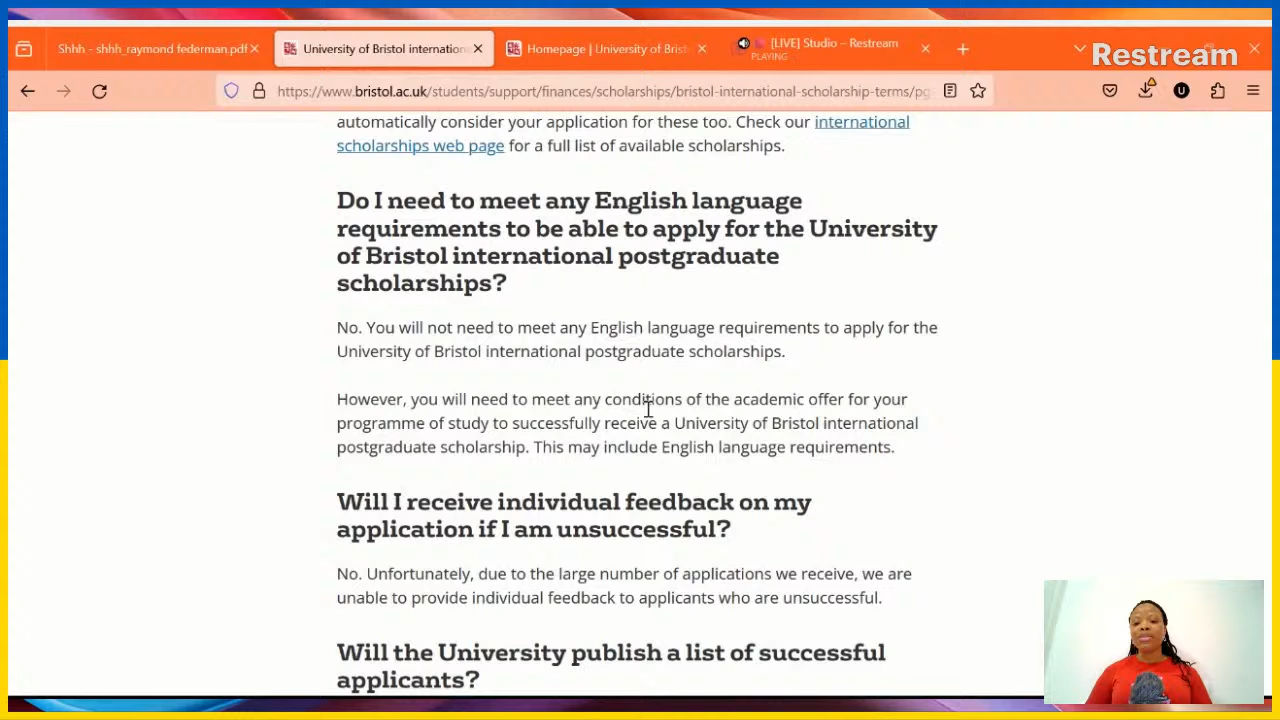 Shhh - shhh_raymond federman.pdf
University of Bristol internation
Homepage | University of Brist
[LIVE] Studio – Restream
PLAYING
Restream
https://www.bristol.ac.uk/students/support/finances/scholarships/bristol-international-scholarship-terms/pg
U
automatically consider your application for these too. Check our international
scholarships web page for a full list of available scholarships.
Do I need to meet any English language
requirements to be able to apply for the University
of Bristol international postgraduate
scholarships?
No. You will not need to meet any English language requirements to apply for the
University of Bristol international postgraduate scholarships.
However, you will need to meet any conditions of the academic offer for your
programme of study to successfully receive a University of Bristol international
postgraduate scholarship. This may include English language requirements.
Will I receive individual feedback on my
application if I am unsuccessful?
No. Unfortunately, due to the large number of applications we receive, we are
unable to provide individual feedback to applicants who are unsuccessful.
Will the University publish a list of successful
applicants?